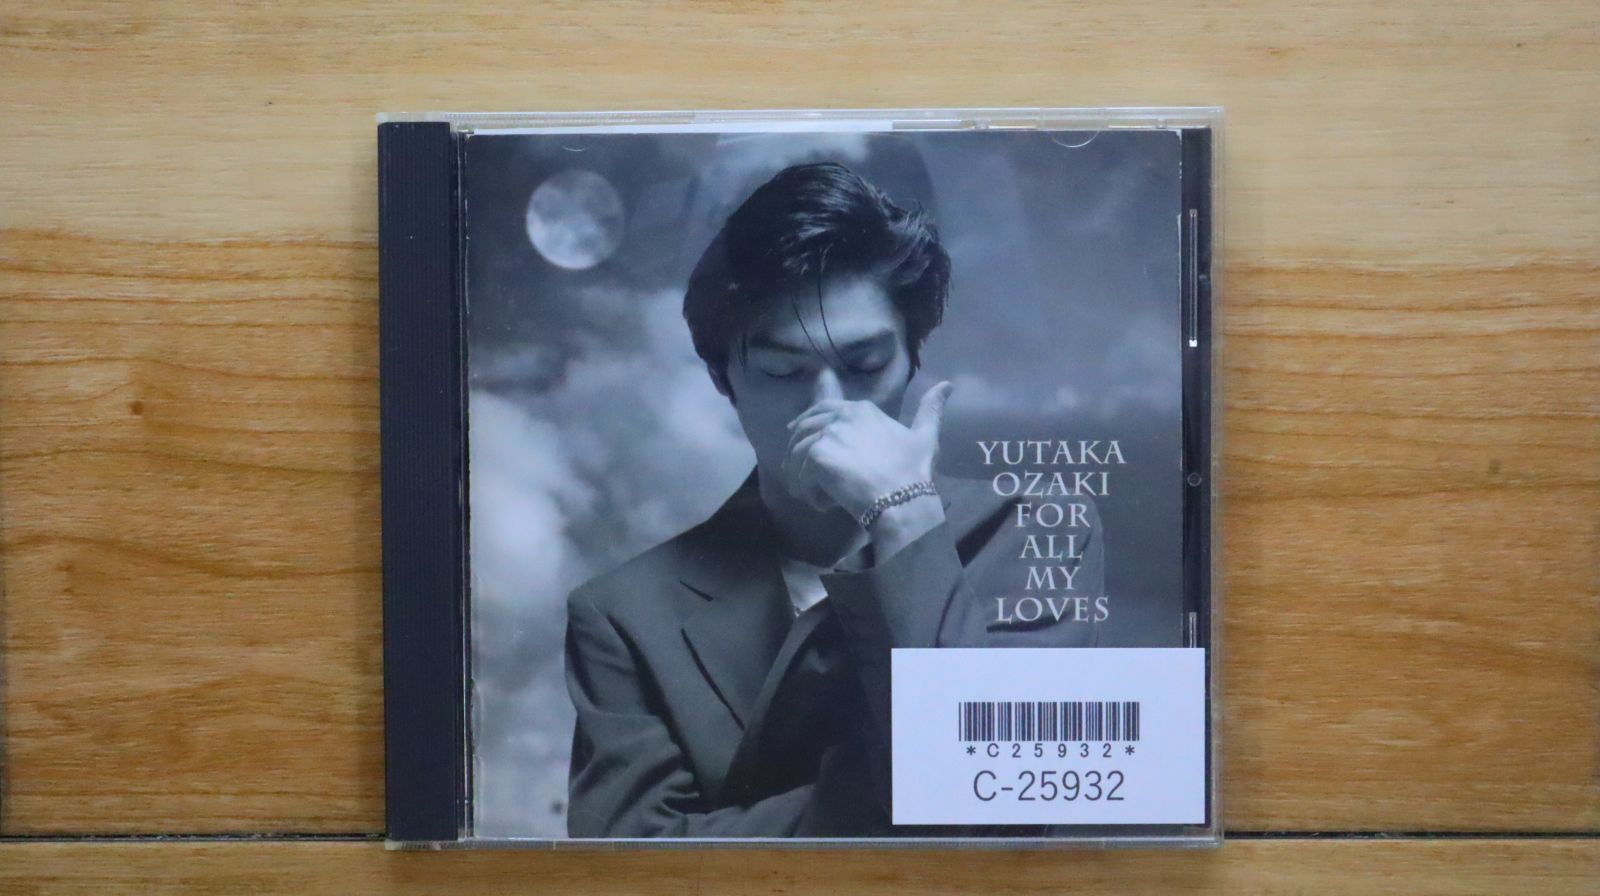 YUTAKA
OZAKI
FOR
ALL
MY
LOVES
*C25932*
C-25932